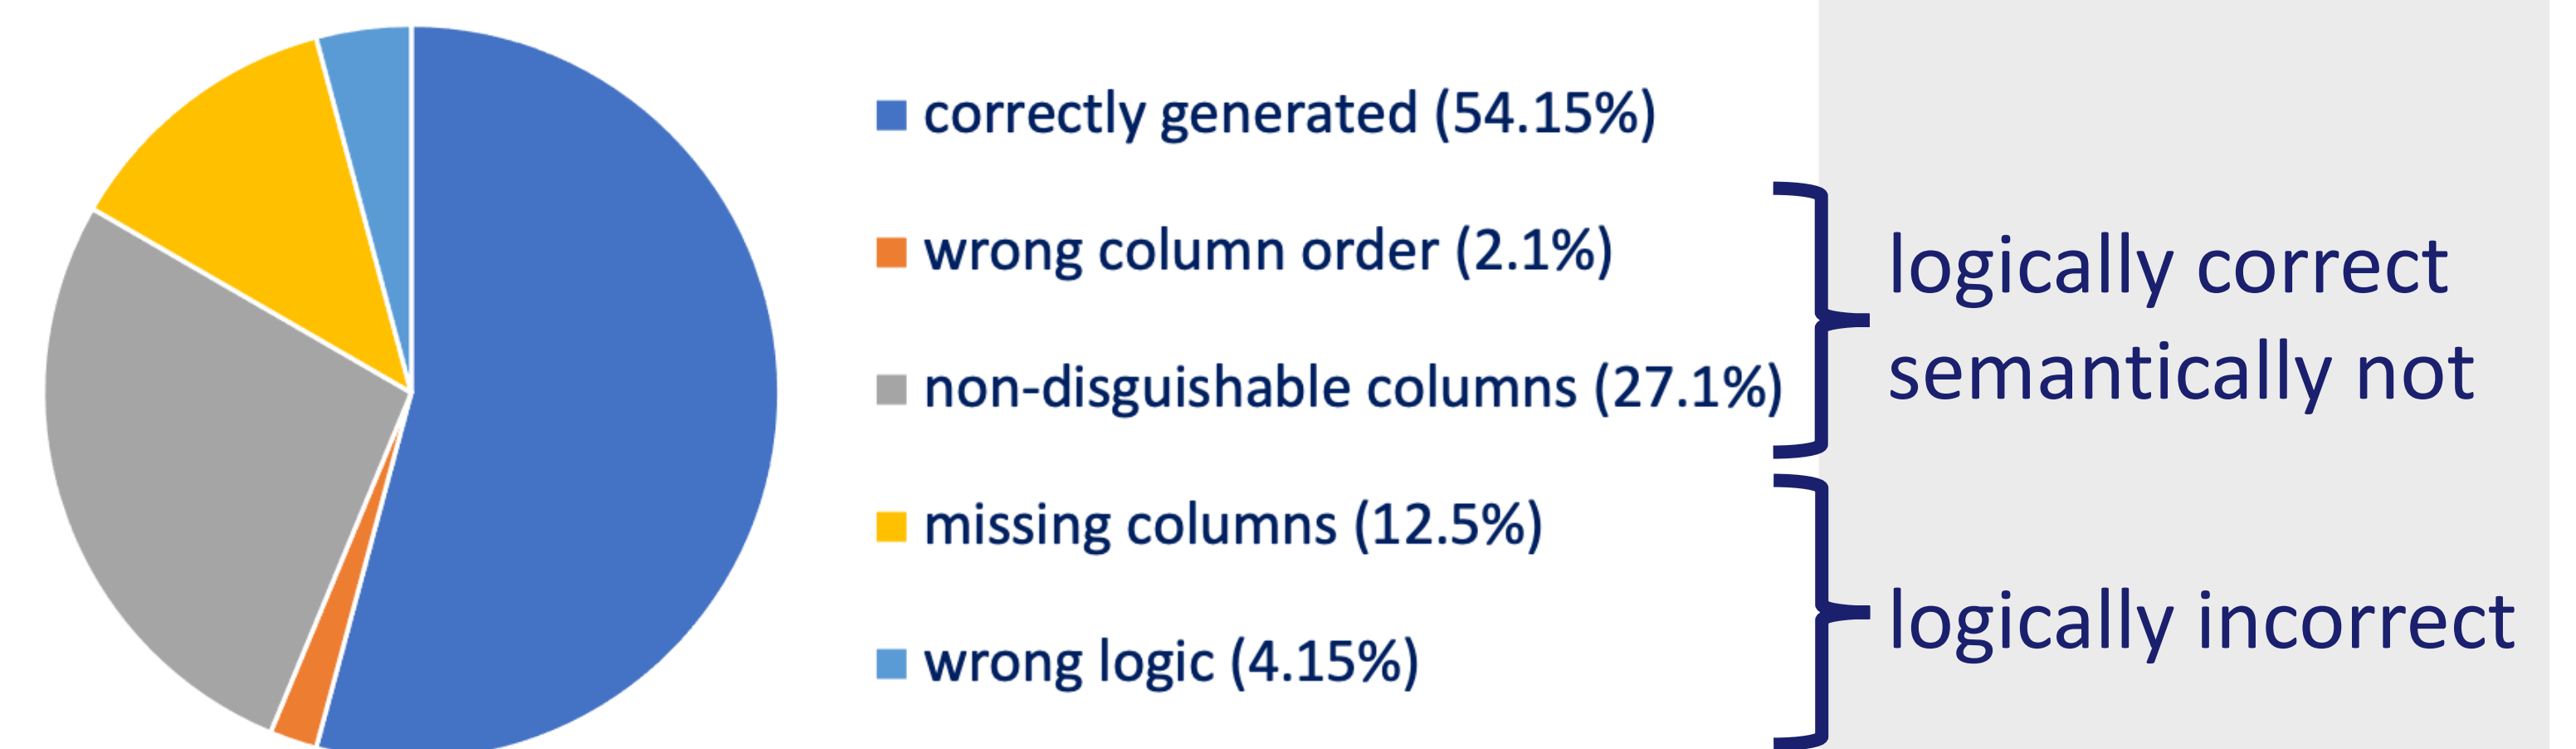 correctly generated (54.15%)
wrong column order (2.1%)
non-disguishable columns (27.1%)
missing columns (12.5%)
wrong logic (4.15%)
logically correct
semantically not
logically incorrect